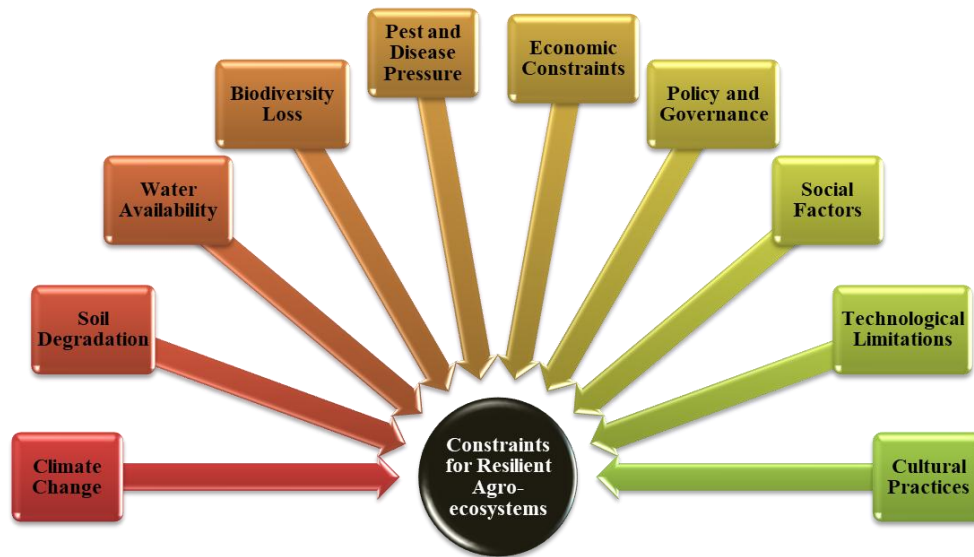 Pest and
Disease
Pressure
Economic
Constraints
Biodiversity
Loss
Policy and
Governance
Water
Availability
Social
Factors
Soil
Degradation
Technological
Limitations
Climate
Change
Constraints
for Resilient
Agro-
ecosystems
Cultural
Practices